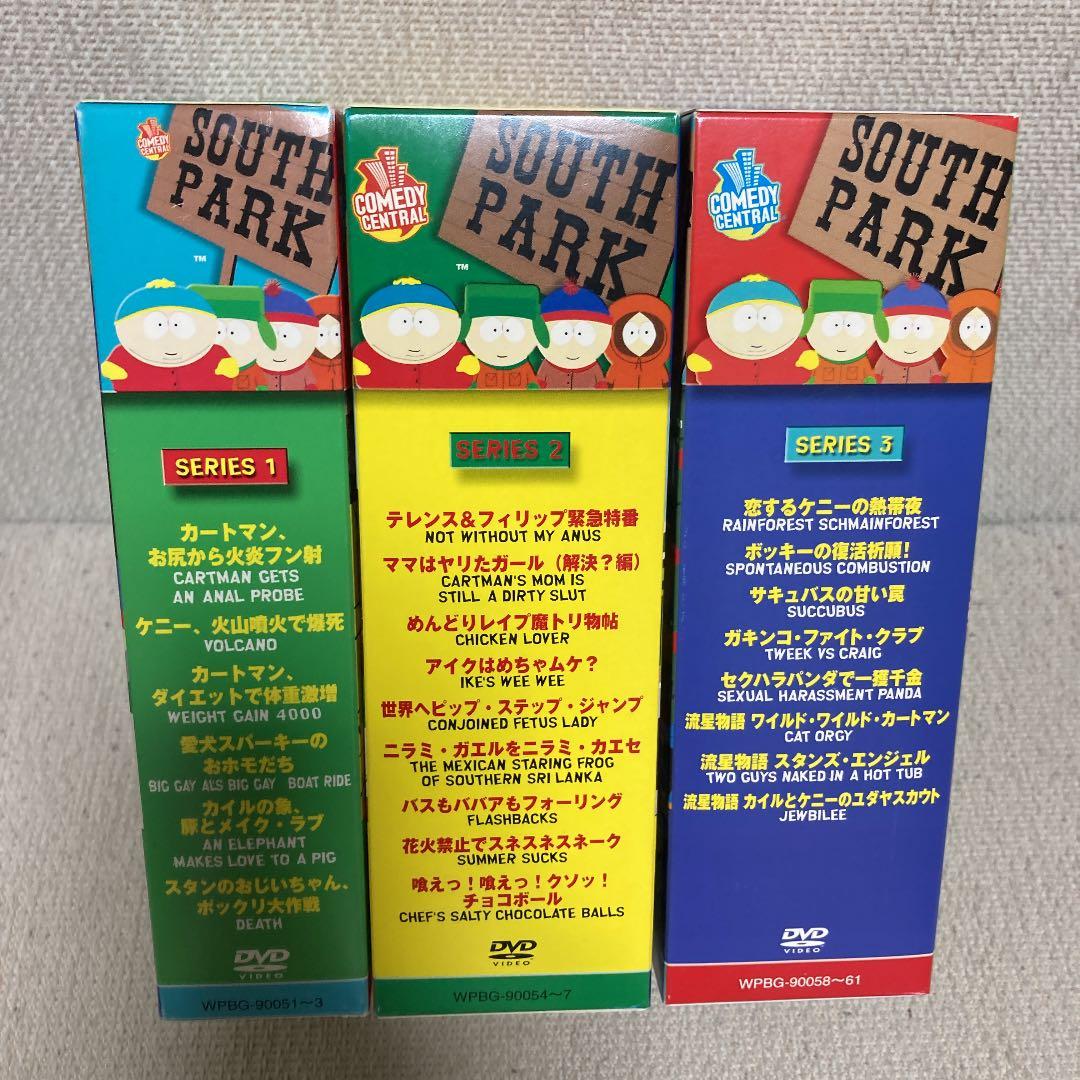 COMEDY
CENTRAL
SOUTH
PARK
TM
SERIES 1
カートマン、
お尻から火炎フン射
CARTMAN GETS
AN ANAL PROBE
ケニー、火山噴火で爆死
VOLCANO
カートマン、
ダイエットで体重激増
WEIGHT GAIN 4000
愛犬スパーキーの
おホモだち
BIG GAY AL'S BIG GAY BOAT RIDE
カイルの象、
豚とメイク・ラブ
AN ELEPHANT
MAKES LOVE TO A PIG
スタンのおじいちゃん、
ポックリ大作戦
DEATH
DVD
VIDEO
WPBG-90051～3
COMEDY
CENTRAL
SOUTH
PARK
TM
SERIES 2
テレンス＆フィリップ緊急特番
NOT WITHOUT MY ANUS
ママはヤリたガール（解決？編）
CARTMAN'S MOM IS
STILL A DIRTY SLUT
めんどりレイプ魔トリ物帖
CHICKEN LOVER
アイクはめちゃムケ？
IKE'S WEE WEE
世界へピップ・ステップ・ジャンプ
CONJOINED FETUS LADY
ニラミ・ガエルをニラミ・カエセ
THE MEXICAN STARING FROG
OF SOUTHERN SRI LANKA
バスもババアもフォーリング
FLASHBACKS
花火禁止でスネスネスネーク
SUMMER SUCKS
喰えっ！喰えっ！クソッ！
チョコボール
CHEF'S SALTY CHOCOLATE BALLS
DVD
VIDEO
WPBG-90054～7
COMEDY
CENTRAL
SOUTH
PARK
SERIES 3
恋するケニーの熱帯夜
RAINFOREST SCHMAINFOREST
ボッキーの復活祈願！
SPONTANEOUS COMBUSTION
サキュバスの甘い罠
SUCCUBUS
ガキンコ・ファイト・クラブ
TWEEK VS CRAIG
セクハラパンダで一獲千金
SEXUAL HARASSMENT PANDA
流星物語 ワイルド・ワイルド・カートマン
CAT ORGY
流星物語 スタンズ・エンジェル
TWO GUYS NAKED IN A HOT TUB
流星物語 カイルとケニーのユダヤスカウト
JEWBILEE
DVD
VIDEO
WPBG-90058～61